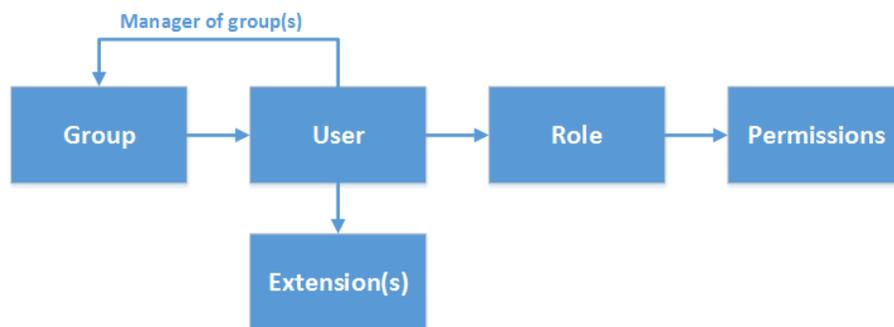 Manager of group(s)
Group
User
Role
Permissions
Extension(s)